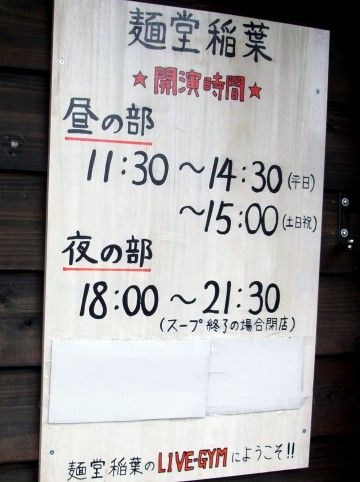 麺堂稲葉
★開演時間★
昼の部
11:30～14:30(平日)
～15:00(土日祝)
夜の部
18:00～21:30
(スープ終了の場合閉店)
麺堂稲葉のLIVE-GYMにようこそ!!